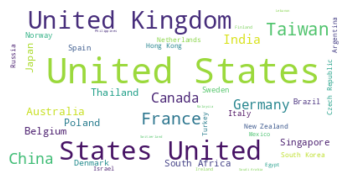 United Kingdom
Taiwan
Norway
Netherlands
Argentina
Russia
Japan
Spain
Hong Kong
India
United States
Czech Republic
Thailand
Sweden
Canada
Germany
Brazil
Australia
Poland
France
Turkey
Italy
Belgium
New Zealand
Mexico
States United
Singapore
China
Denmark
South Africa
South Korea
Israel
Egypt